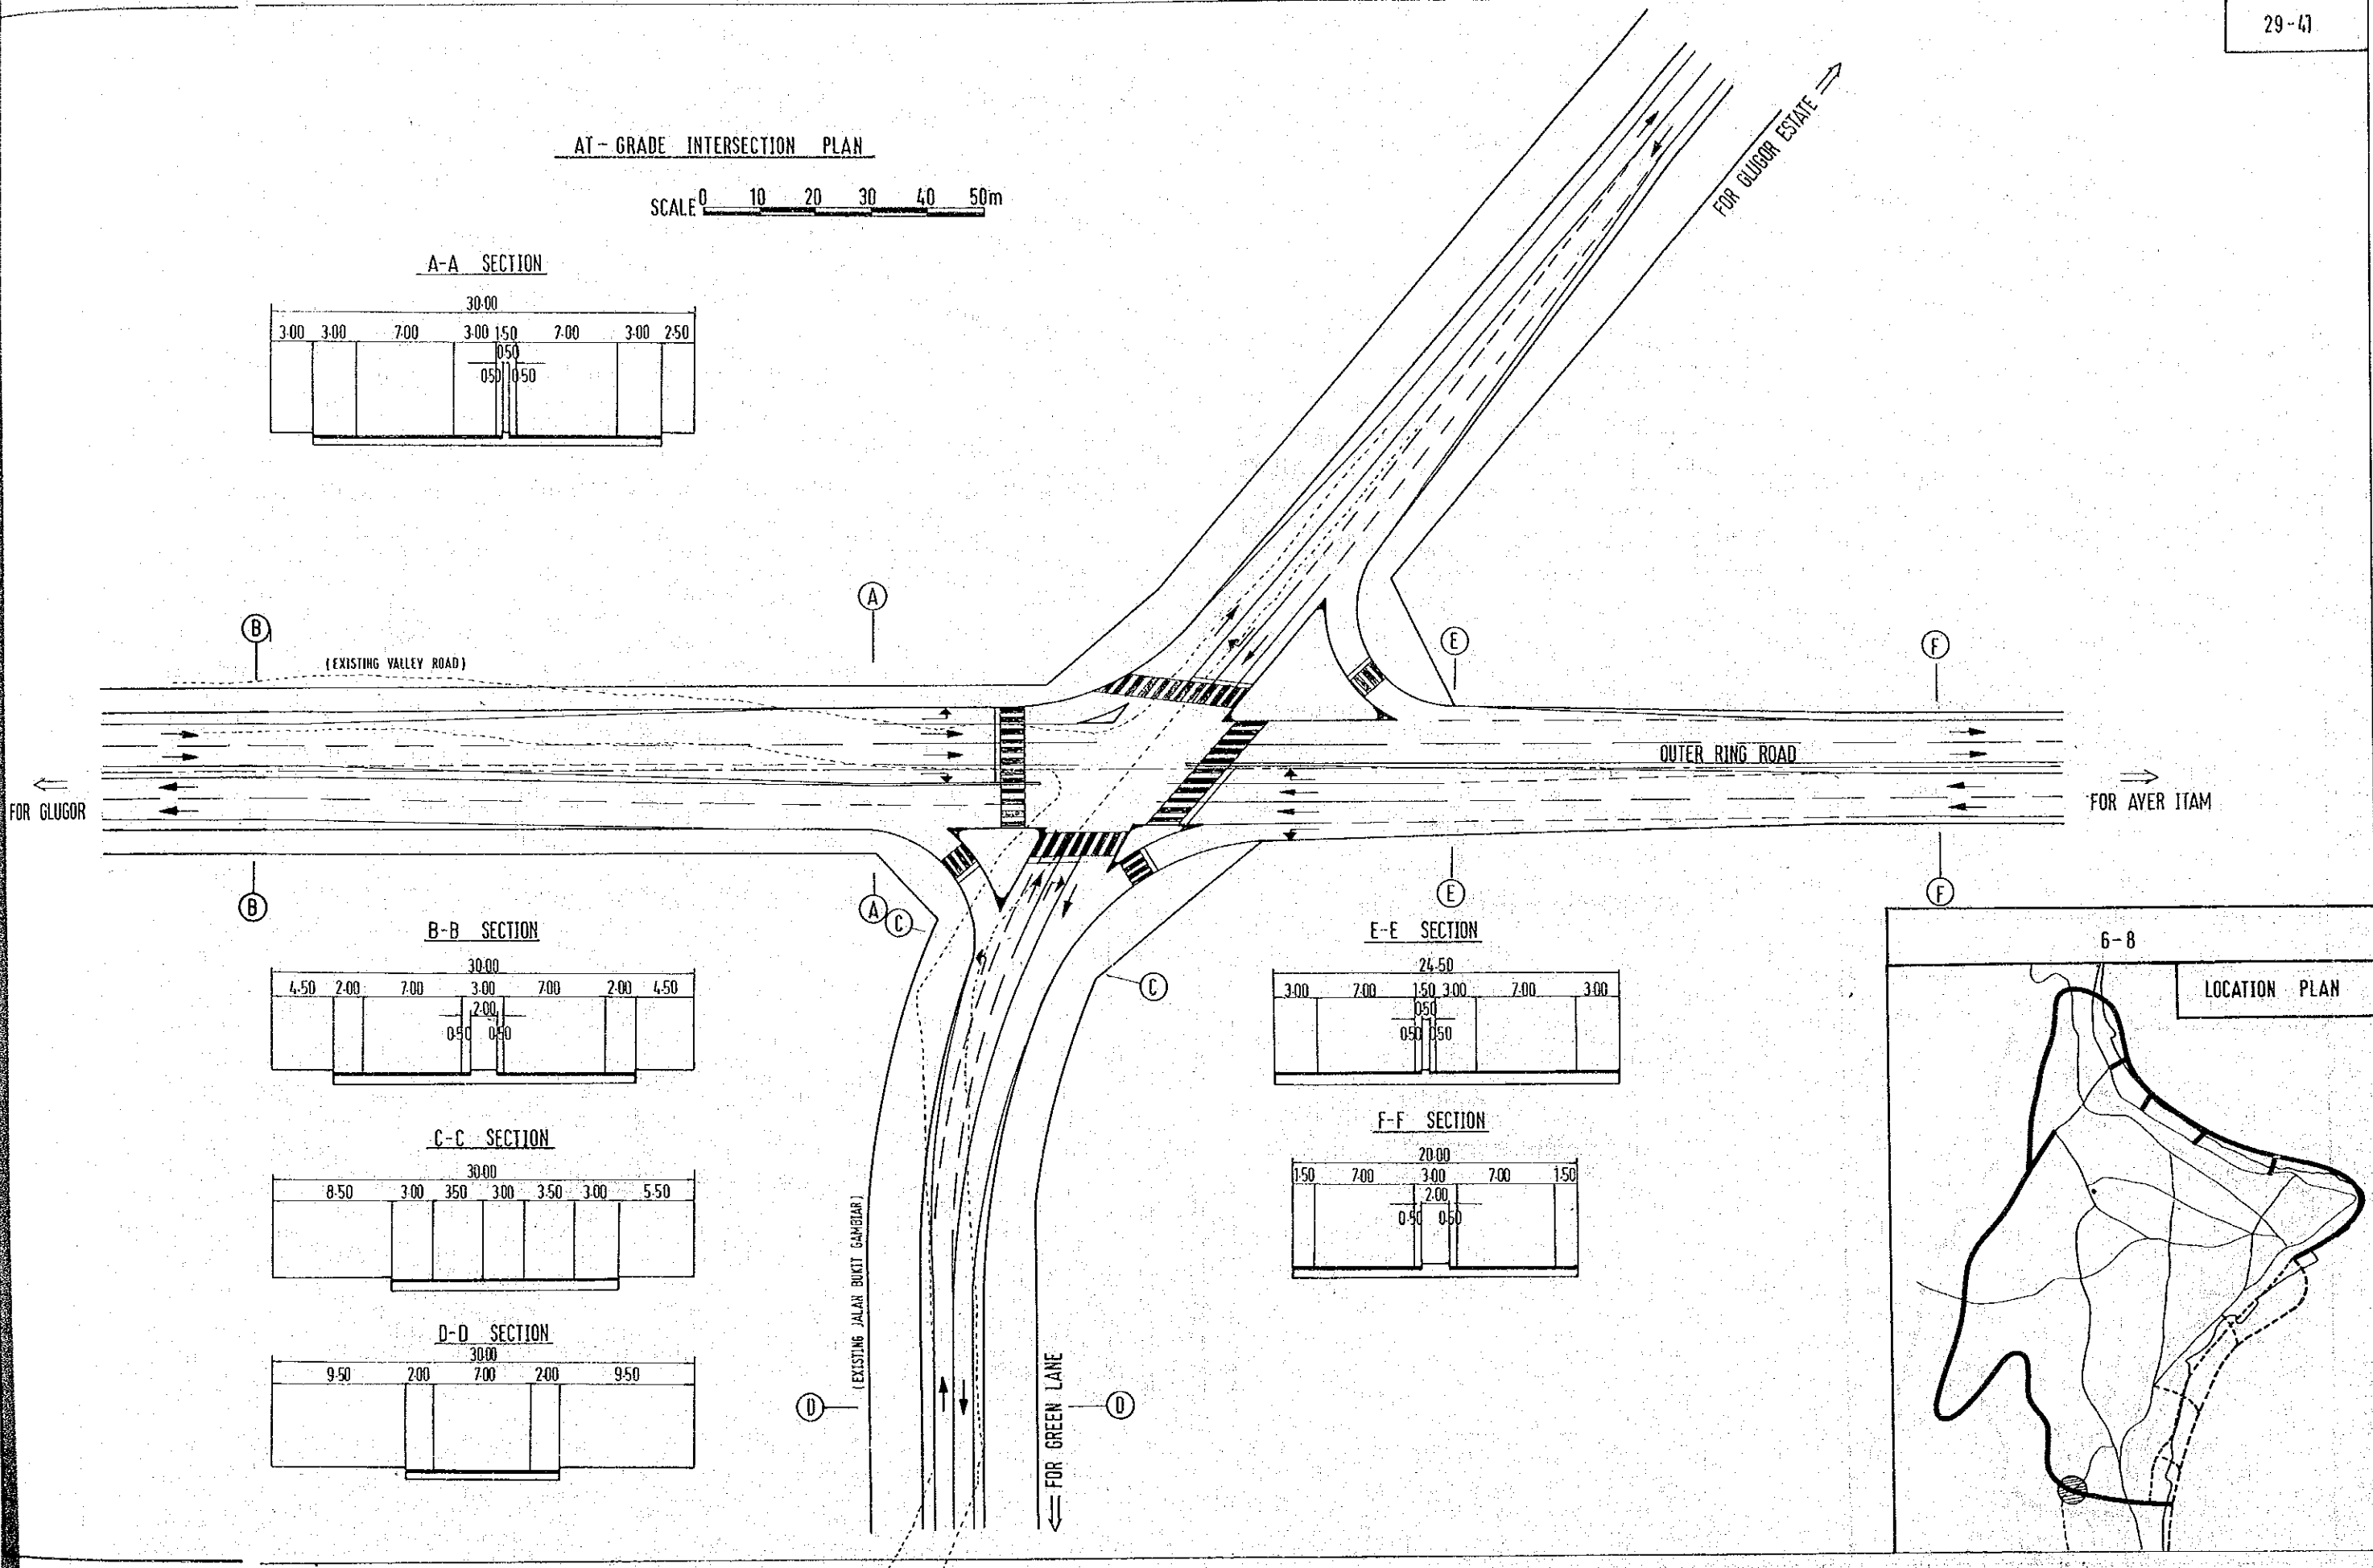 29-41
AT-GRADE INTERSECTION PLAN
SCALE 0 10 20 30 40 50m
A-A SECTION
30·00
3·00 3·00 7·00 3·00 1·50 7·00 3·00 2·50
0·50
0·50 0·50
FOR GLUGOR ESTATE
A
B
E
F
(EXISTING VALLEY ROAD)
OUTER RING ROAD
FOR GLUGOR
FOR AYER ITAM
B
A
C
C
E
F
B-B SECTION
30·00
4·50 2·00 7·00 3·00 7·00 2·00 4·50
2·00
0·50 0·50
C-C SECTION
30·00
8·50 3·00 3·50 3·00 3·50 3·00 5·50
D-D SECTION
30·00
9·50 2·00 7·00 2·00 9·50
(EXISTING JALAN BUKIT GAMBIAR)
FOR GREEN LANE
D
D
E-E SECTION
24·50
3·00 7·00 1·50 3·00 7·00 3·00
0·50
0·50 0·50
F-F SECTION
20·00
1·50 7·00 3·00 7·00 1·50
2·00
0·50 0·50
6-8
LOCATION PLAN